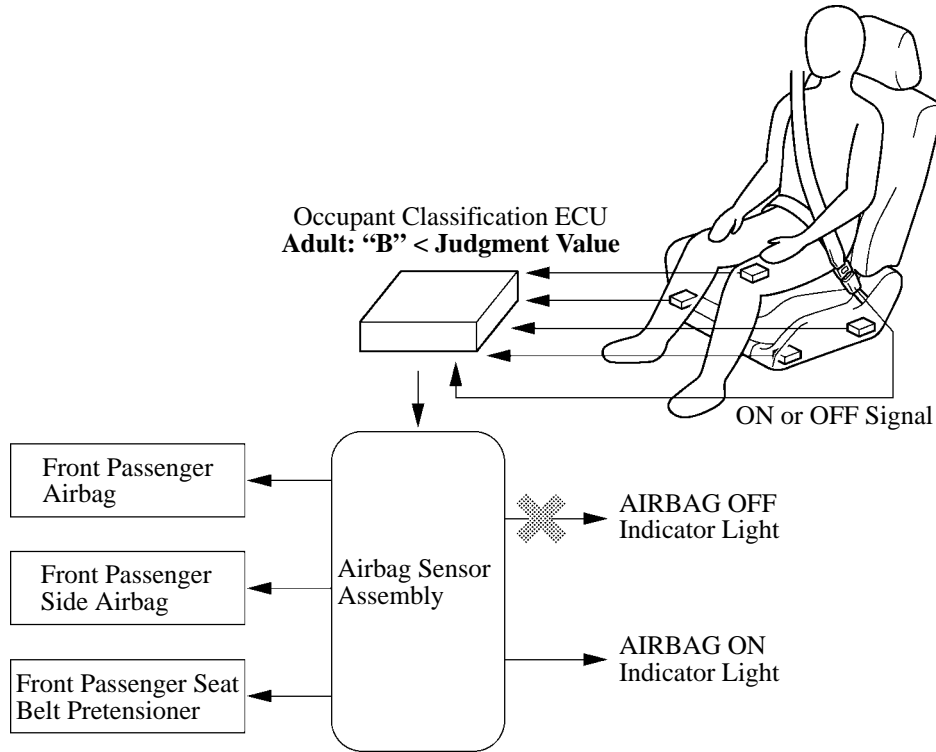 Occupant Classification ECU
Adult: “B” < Judgment Value
ON or OFF Signal
Front Passenger
Airbag
Front Passenger
Side Airbag
Front Passenger Seat
Belt Pretensioner
Airbag Sensor
Assembly
AIRBAG OFF
Indicator Light
AIRBAG ON
Indicator Light